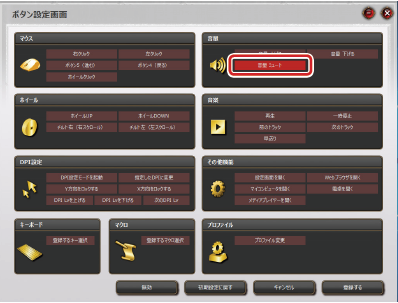 ボタン設定画面
マウス
右クリック 左クリック
ボタン5（進む） ボタン4（戻る）
ホイールクリック
音量
音量 下げる
音量 ミュート
ホイール
ホイールUP ホイールDOWN
チルト右（右スクロール） チルト左（左スクロール）
音楽
再生 一時停止
前のトラック 次のトラック
早送り
DPI設定
DPI設定モードを起動 指定したDPIに変更
Y方向をロックする X方向をロックする
DPI Lvを上げる DPI Lvを下げる 次のDPI Lv
その他機能
設定画面を開く Webブラウザを開く
マイコンピュータを開く 電卓を開く
メディアプレイヤーを開く
キーボード
登録するキー選択
マクロ
登録するマクロ選択
プロファイル
プロファイル変更
無効 初期設定に戻す キャンセル 登録する